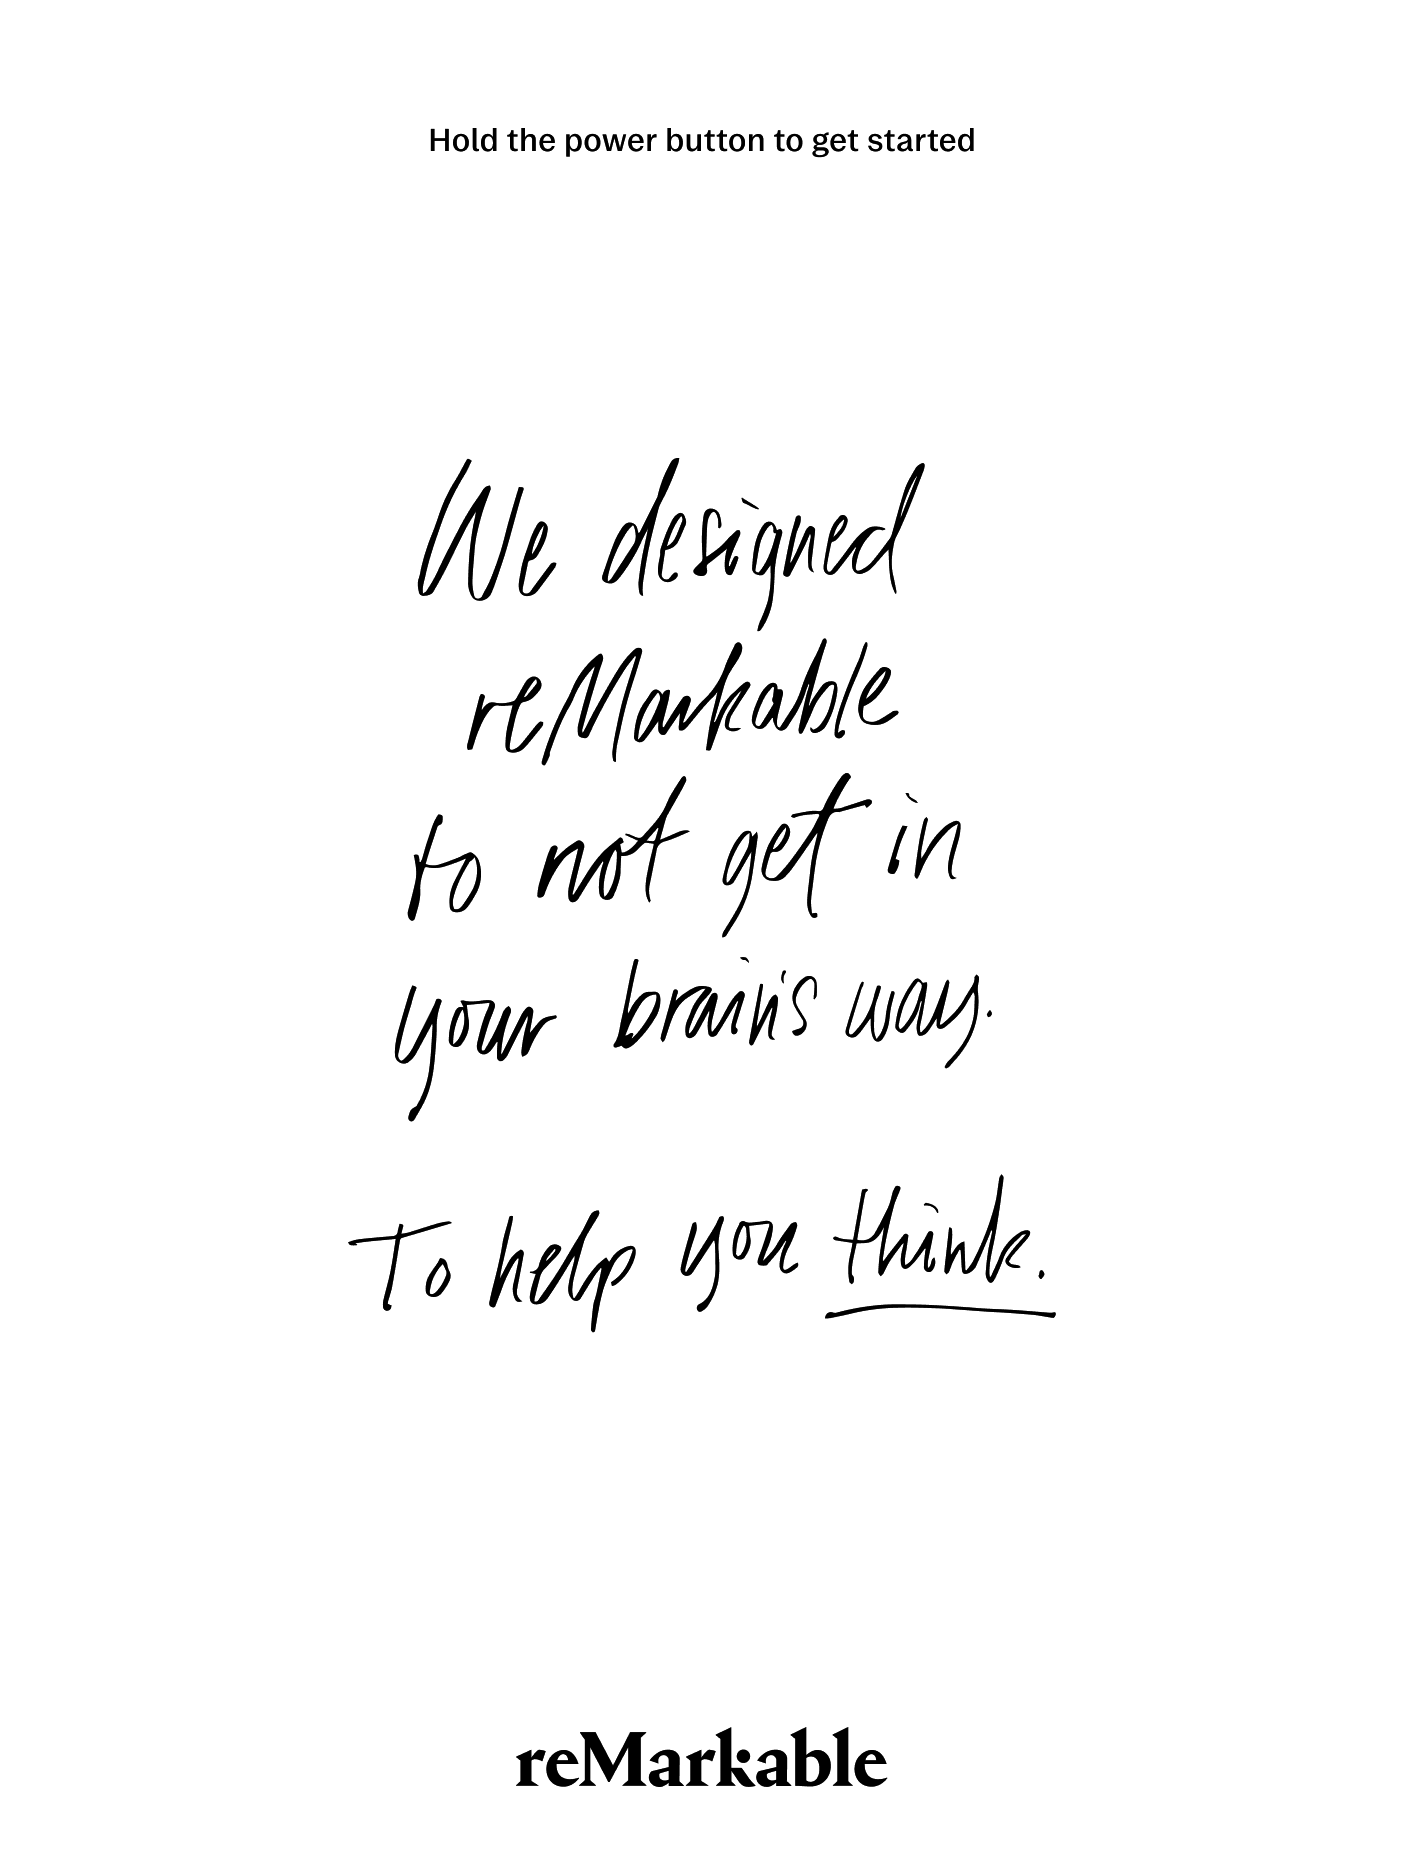 Hold the power button to get started
We designed
reMarkable
to not get in
your brain's way.
To help you think.
reMarkable